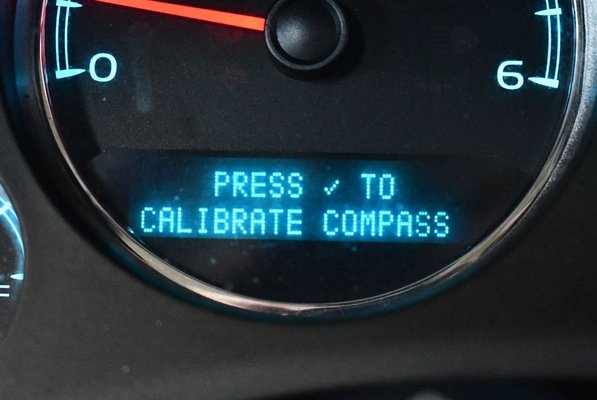 0
6
PRESS ✓ TO
CALIBRATE COMPASS